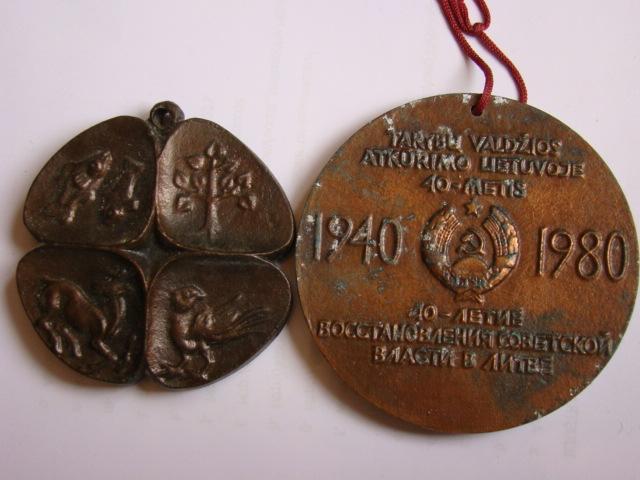 TARYBŲ VALDŽIOS
ATKŪRIMO LIETUVOJE
40-METIS
1940 1980
40-ЛЕТИЕ
ВОССТАНОВЛЕНИЯ СОВЕТСКОЙ
ВЛАСТИ В ЛИТВЕ